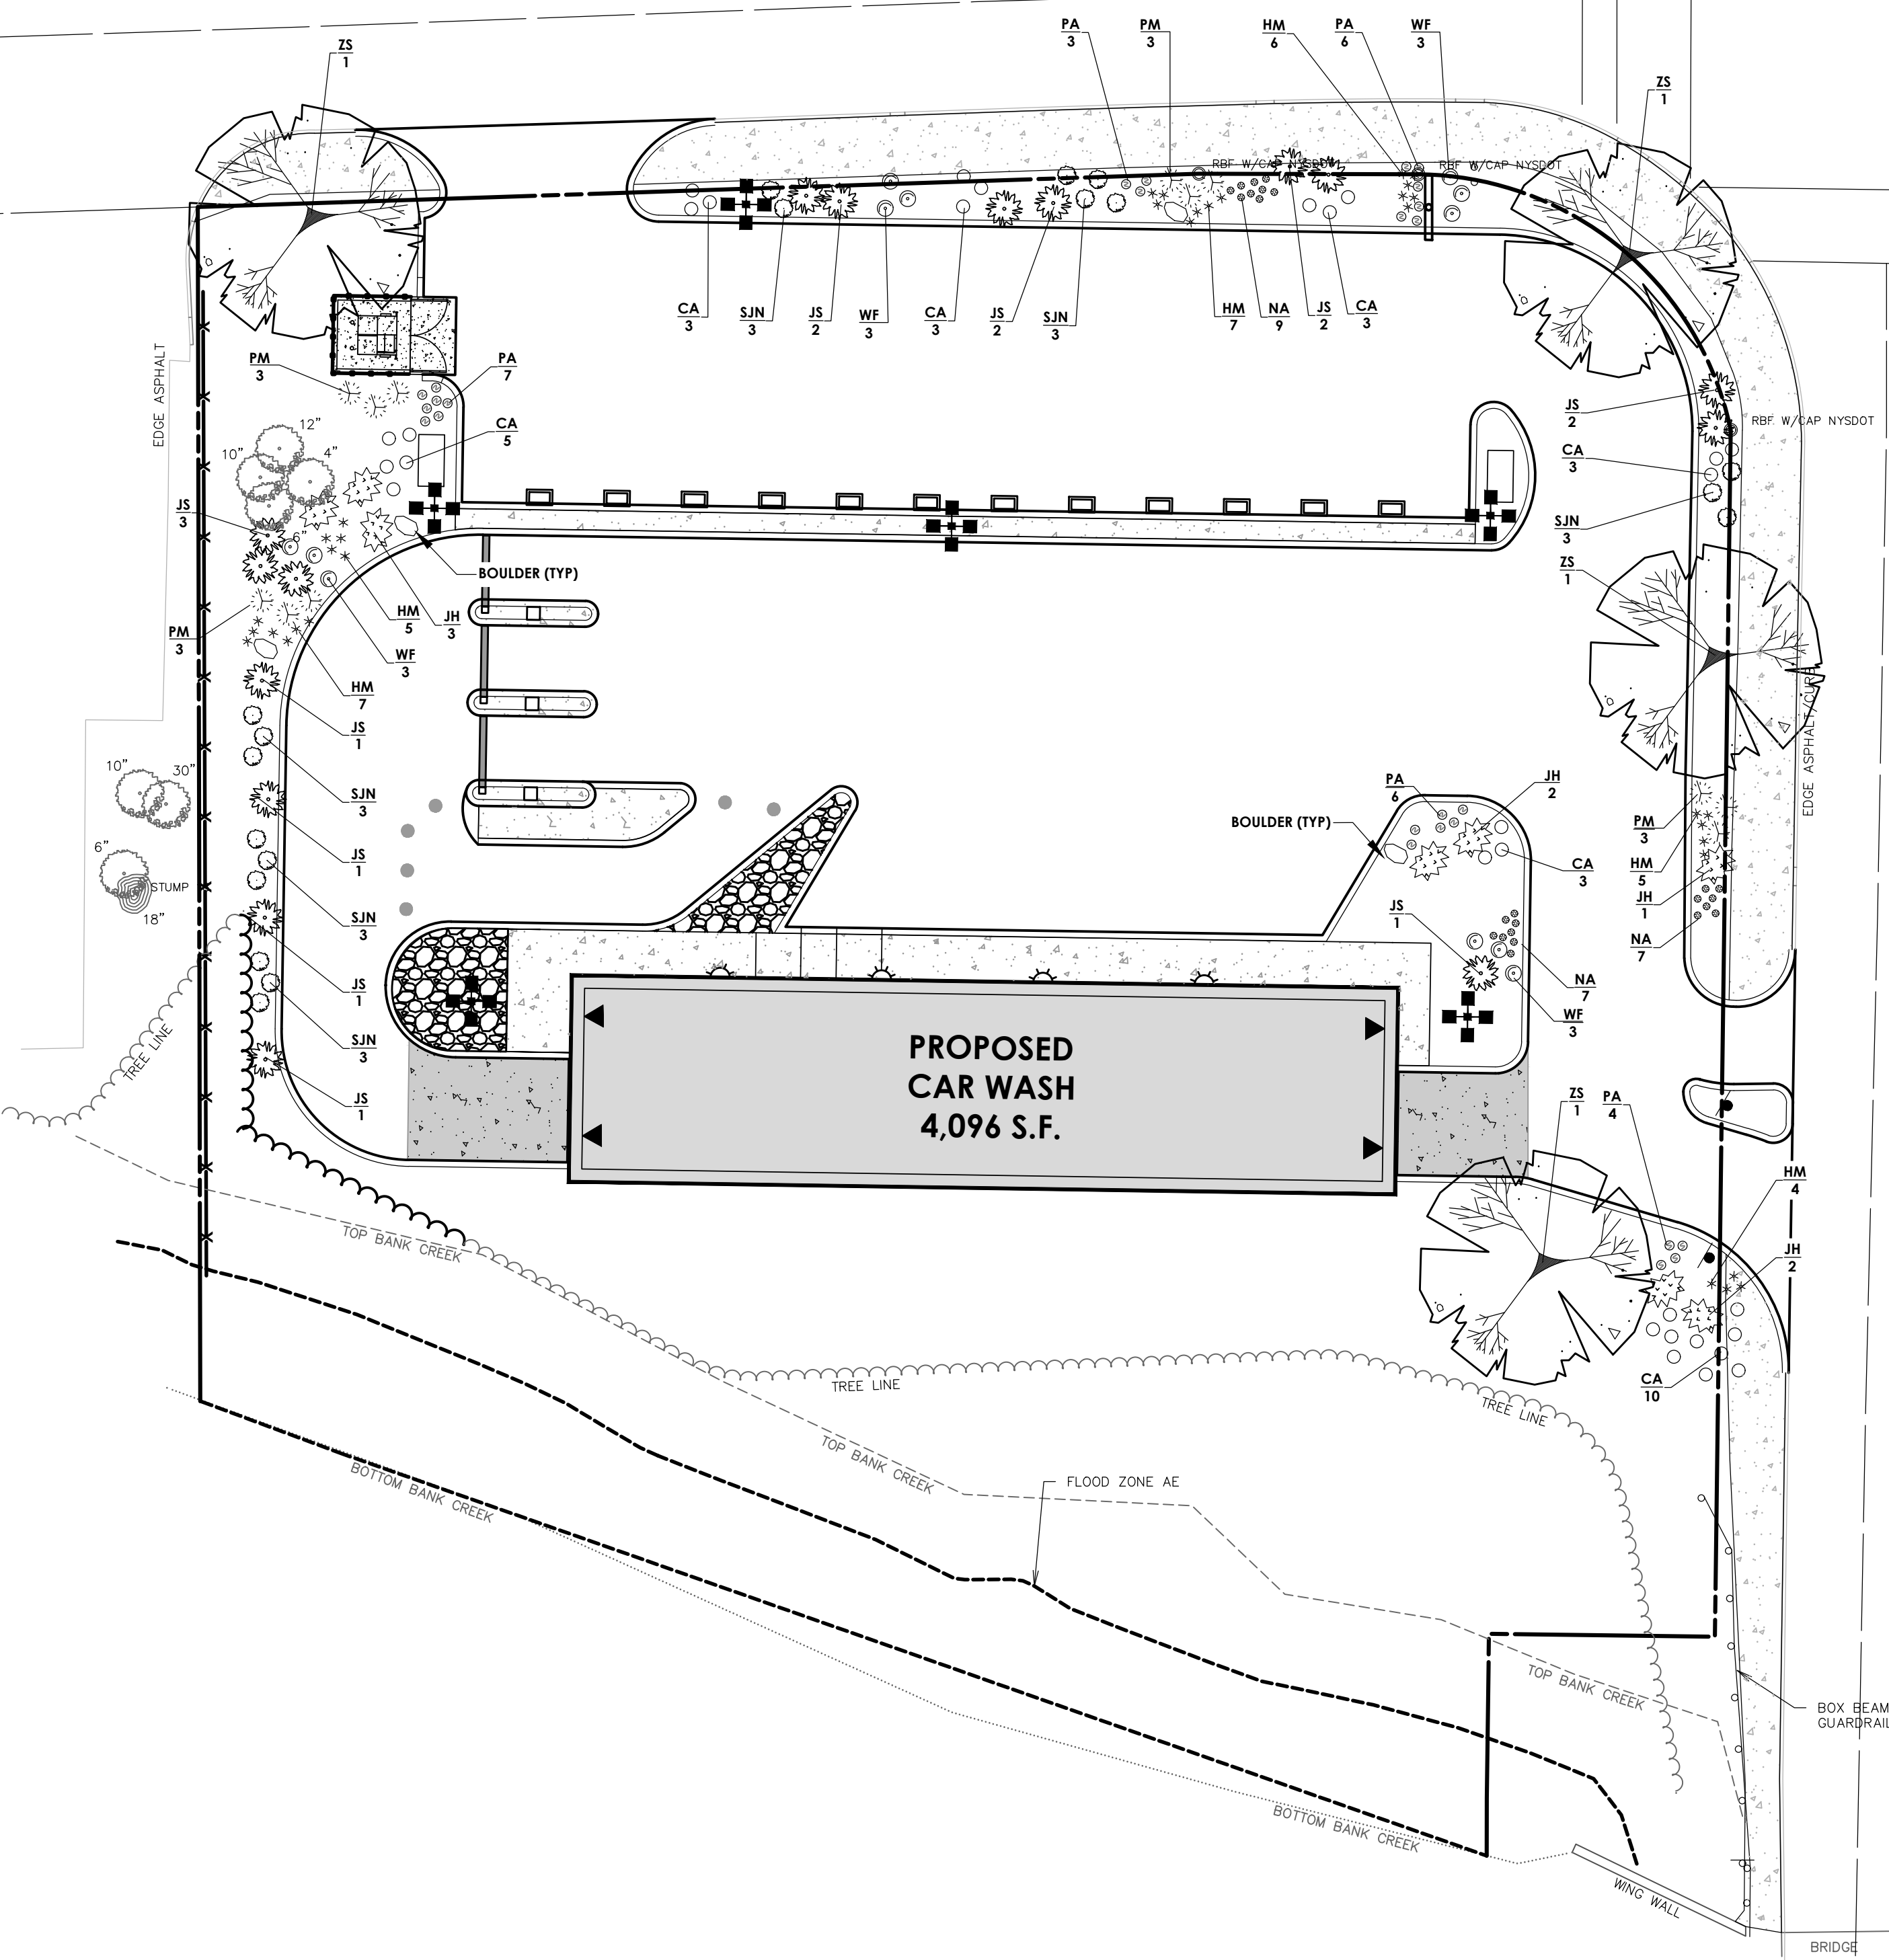 PA
3
PM
3
HM
6
PA
6
WF
3
ZS
1
ZS
1
RBF W/CAP NYSDOT
RBF W/CAP NYSDOT
CA
3
SJN
3
JS
2
WF
3
CA
3
JS
2
SJN
3
HM
7
NA
9
JS
2
CA
3
EDGE ASPHALT
PM
3
PA
7
CA
5
12"
10"
4"
6"
JS
3
BOULDER (TYP)
HM
5
JH
3
PM
3
WF
3
HM
7
JS
1
SJN
3
JS
1
SJN
3
JS
1
SJN
3
JS
1
10"
30"
6"
STUMP
18"
TREE LINE
JS
2
RBF W/CAP NYSDOT
CA
3
SJN
3
ZS
1
EDGE ASPHALT/CURB
PA
6
JH
2
BOULDER (TYP)
CA
3
PM
3
HM
5
JH
1
NA
7
JS
1
NA
7
WF
3
PROPOSED
CAR WASH
4,096 S.F.
ZS
1
PA
4
HM
4
JH
2
CA
10
TOP BANK CREEK
TREE LINE
TREE LINE
TOP BANK CREEK
BOTTOM BANK CREEK
FLOOD ZONE AE
TOP BANK CREEK
BOX BEAM
GUARDRAIL
BOTTOM BANK CREEK
WING WALL
BRIDGE